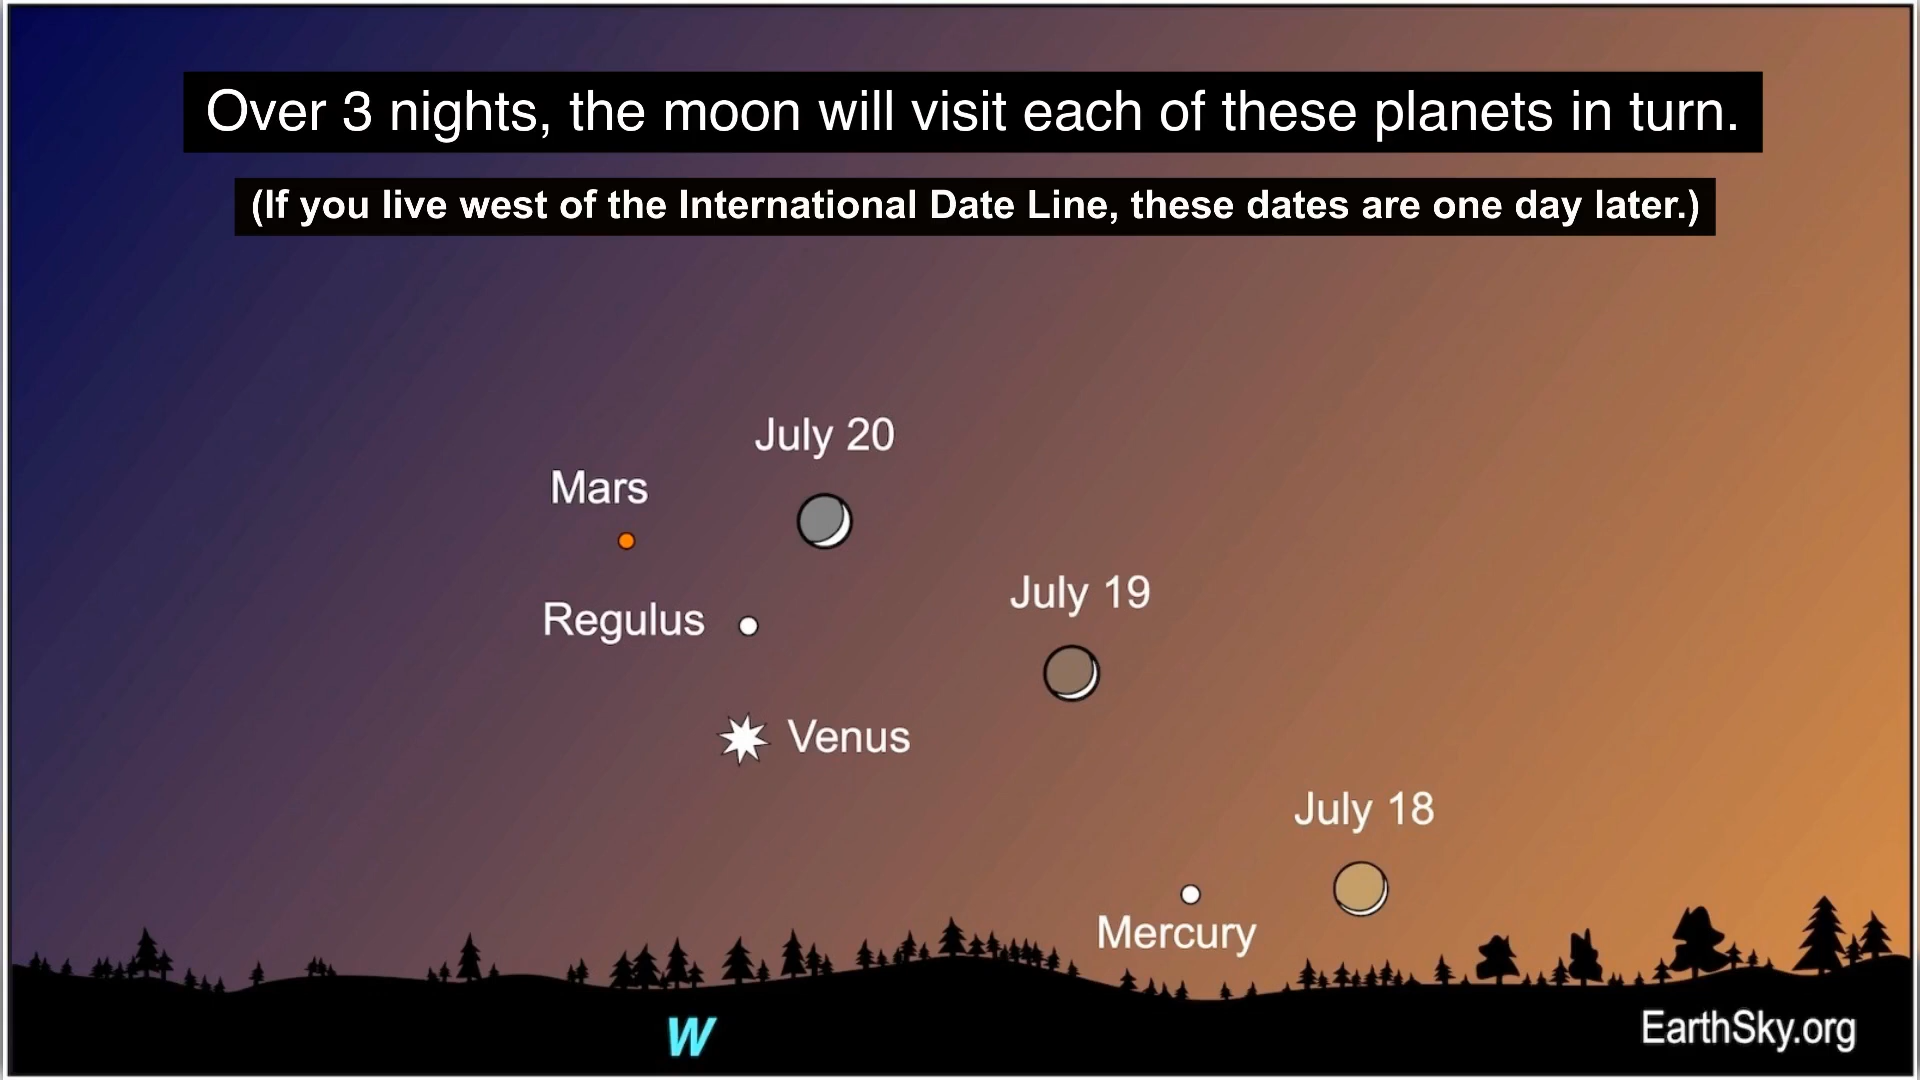 Over 3 nights, the moon will visit each of these planets in turn.
(If you live west of the International Date Line, these dates are one day later.)
July 20
Mars
July 19
Regulus
Venus
July 18
Mercury
W
EarthSky.org